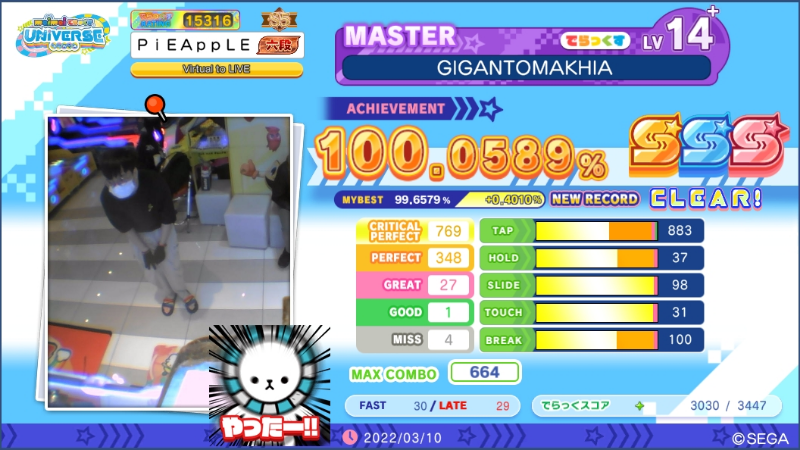 maimai でらっくす
UNiVERSE
15316
ＰｉＥＡｐｐＬＥ
六段
Virtual to LIVE
MASTER
でらっくす
LV 14+
GIGANTOMAKHIA
ACHIEVEMENT
100.0589%
SSS
MYBEST 99.6579% +0.4010% NEW RECORD CLEAR!
CRITICAL PERFECT 769
PERFECT 348
GREAT 27
GOOD 1
MISS 4
TAP 883
HOLD 37
SLIDE 98
TOUCH 31
BREAK 100
MAX COMBO 664
FAST 30 / LATE 29
でらっくスコア 3030 / 3447
やったー!!
2022/03/10
©SEGA